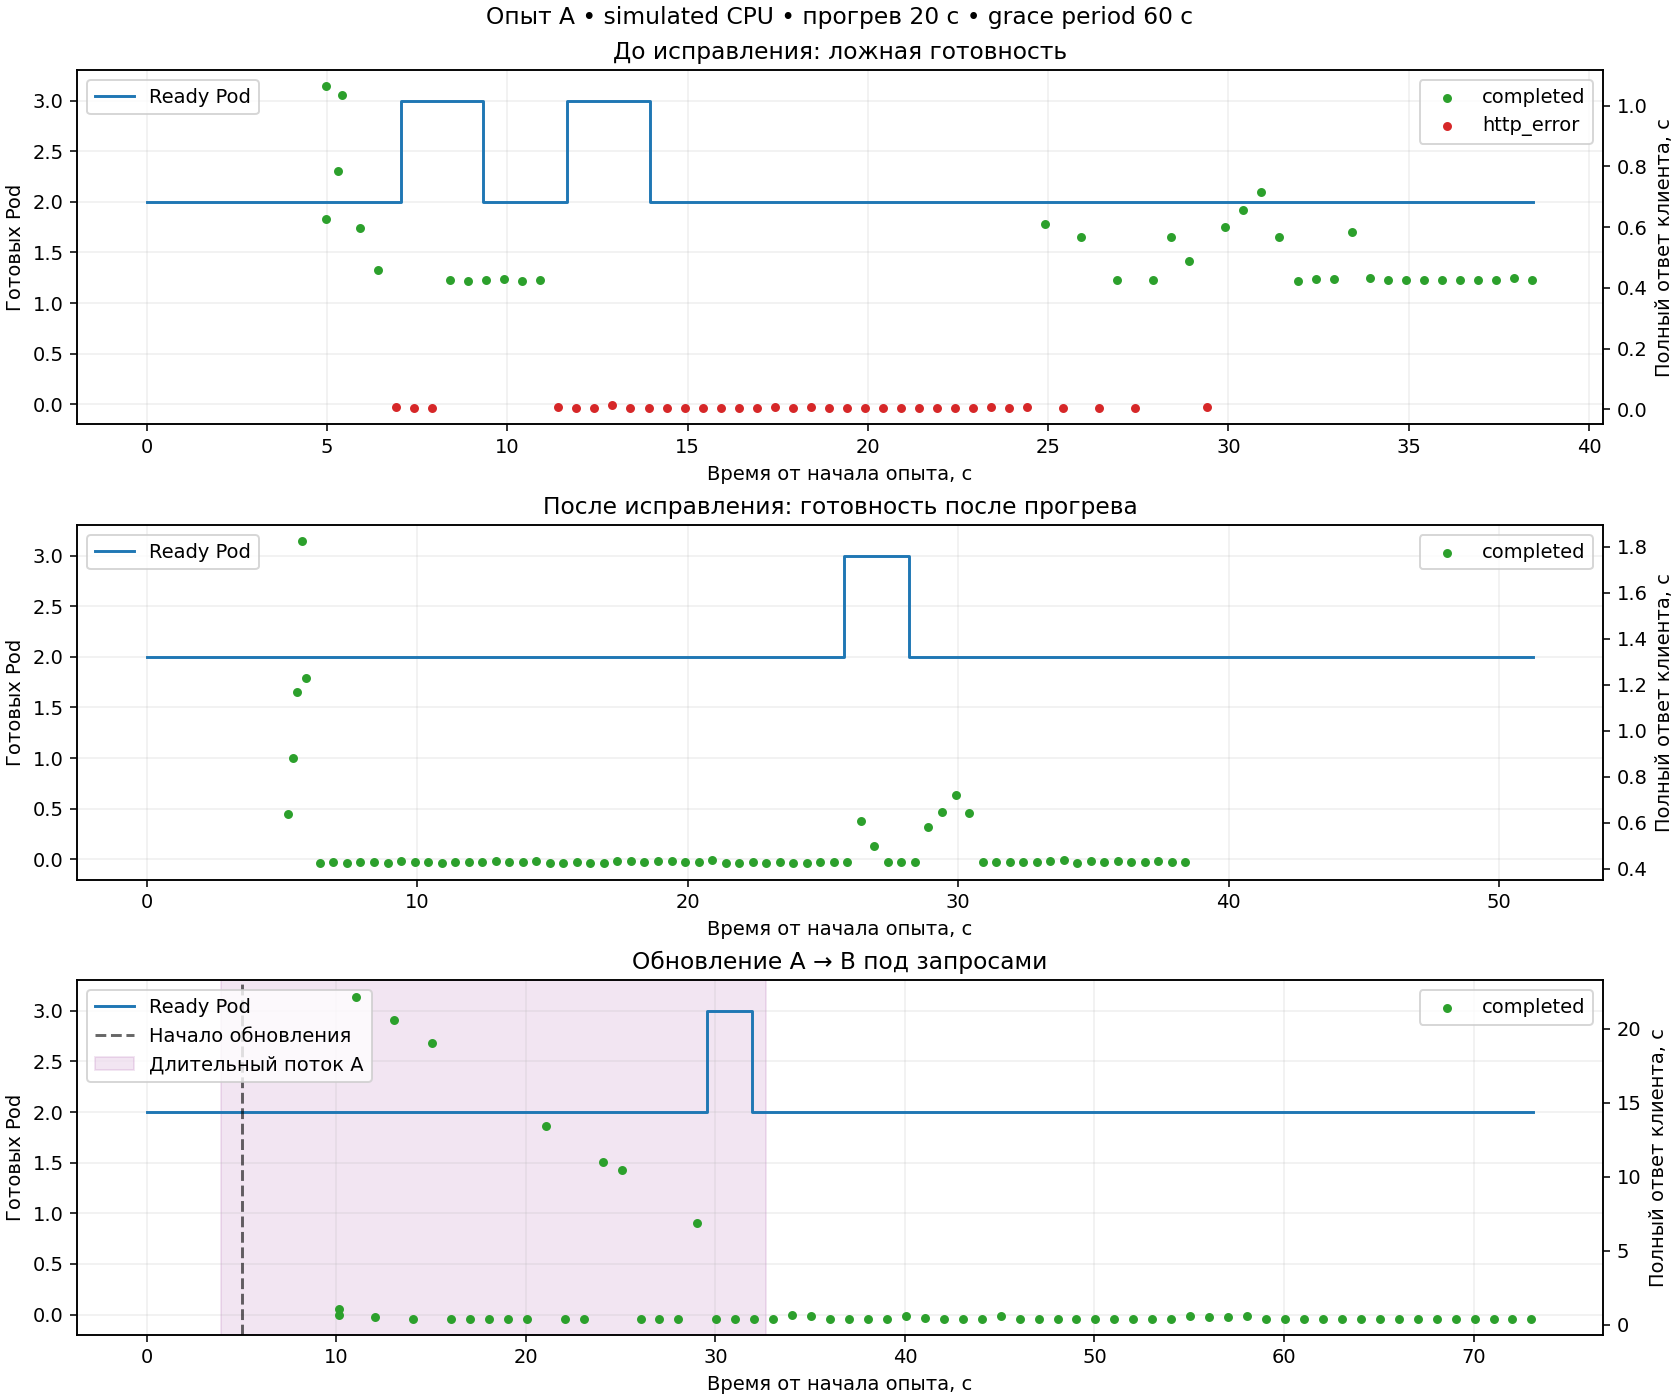 Опыт A • simulated CPU • прогрев 20 с • grace period 60 с
До исправления: ложная готовность
Ready Pod
completed
http_error
Готовых Pod
3.0
2.5
2.0
1.5
1.0
0.5
0.0
1.0
0.8
0.6
0.4
0.2
0.0
Полный ответ клиента, с
0 5 10 15 20 25 30 35 40
Время от начала опыта, с
После исправления: готовность после прогрева
Ready Pod
completed
Готовых Pod
3.0
2.5
2.0
1.5
1.0
0.5
0.0
1.8
1.6
1.4
1.2
1.0
0.8
0.6
0.4
Полный ответ клиента, с
0 10 20 30 40 50
Время от начала опыта, с
Обновление A → B под запросами
Ready Pod
Начало обновления
Длительный поток A
completed
Готовых Pod
3.0
2.5
2.0
1.5
1.0
0.5
0.0
20
15
10
5
0
Полный ответ клиента, с
0 10 20 30 40 50 60 70
Время от начала опыта, с